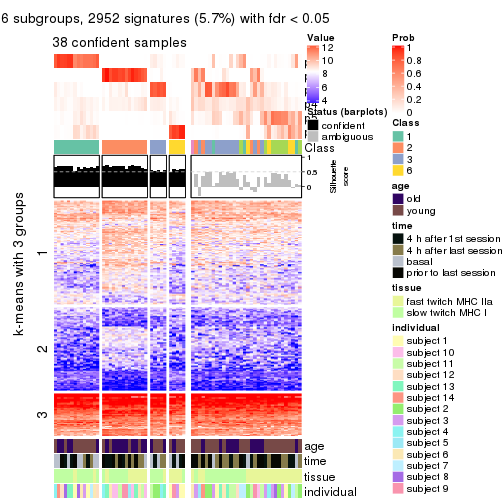 6 subgroups, 2952 signatures (5.7%) with fdr < 0.05
38 confident samples
Class
1
0.5
0
Silhouette
score
k-means with 3 groups
1
2
3
age
time
tissue
individual
Value
12
10
8
6
4
Status (barplots)
confident
ambiguous
Prob
1
0.8
0.6
0.4
0.2
0
Class
1
2
3
6
age
old
young
time
4 h after 1st session
4 h after last session
basal
prior to last session
tissue
fast twitch MHC IIa
slow twitch MHC I
individual
subject 1
subject 10
subject 11
subject 12
subject 13
subject 14
subject 2
subject 3
subject 4
subject 5
subject 6
subject 7
subject 8
subject 9